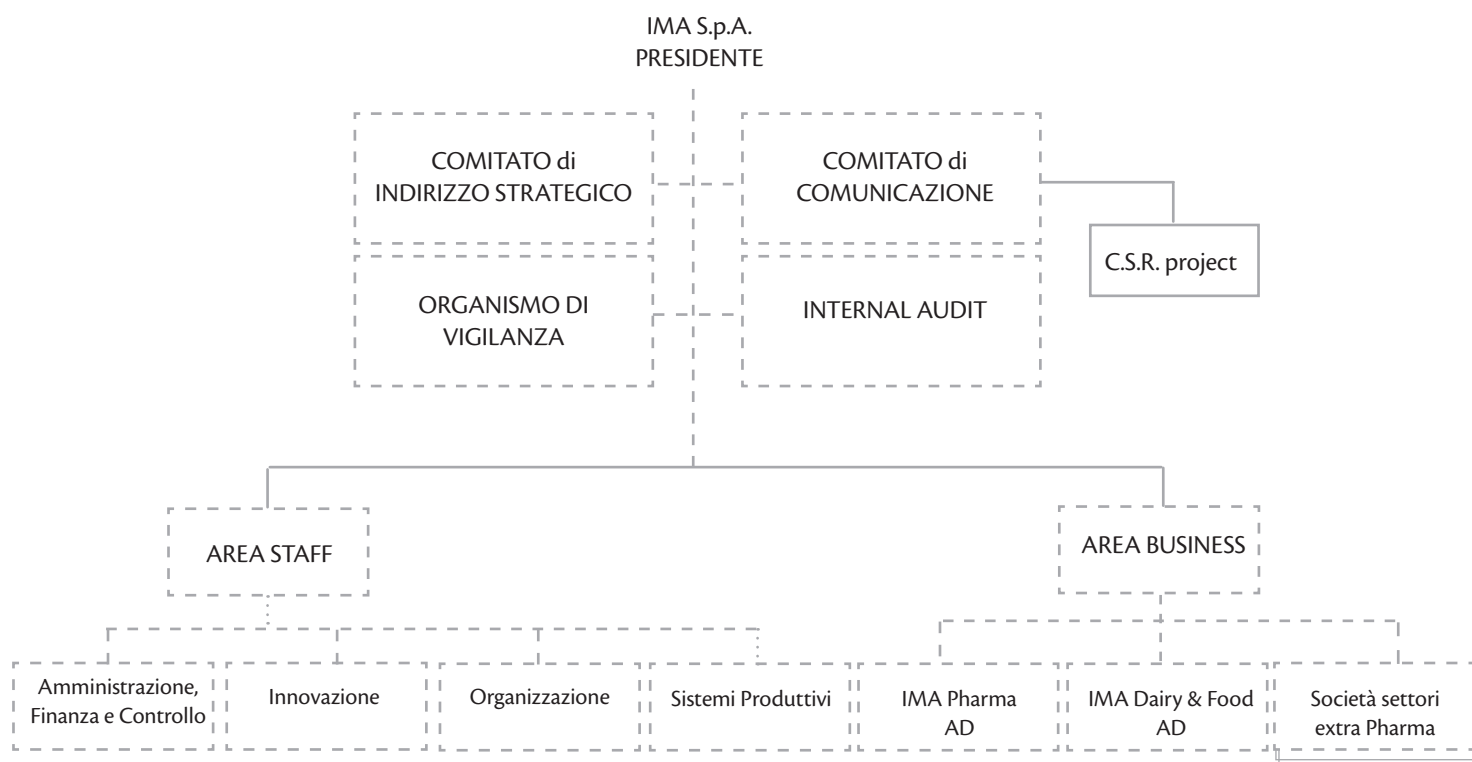 IMA S.p.A.
PRESIDENTE
COMITATO di
INDIRIZZO STRATEGICO
COMITATO di
COMUNICAZIONE
C.S.R. project
ORGANISMO DI
VIGILANZA
INTERNAL AUDIT
AREA STAFF
AREA BUSINESS
Amministrazione,
Finanza e Controllo
Innovazione
Organizzazione
Sistemi Produttivi
IMA Pharma
AD
IMA Dairy & Food
AD
Società settori
extra Pharma